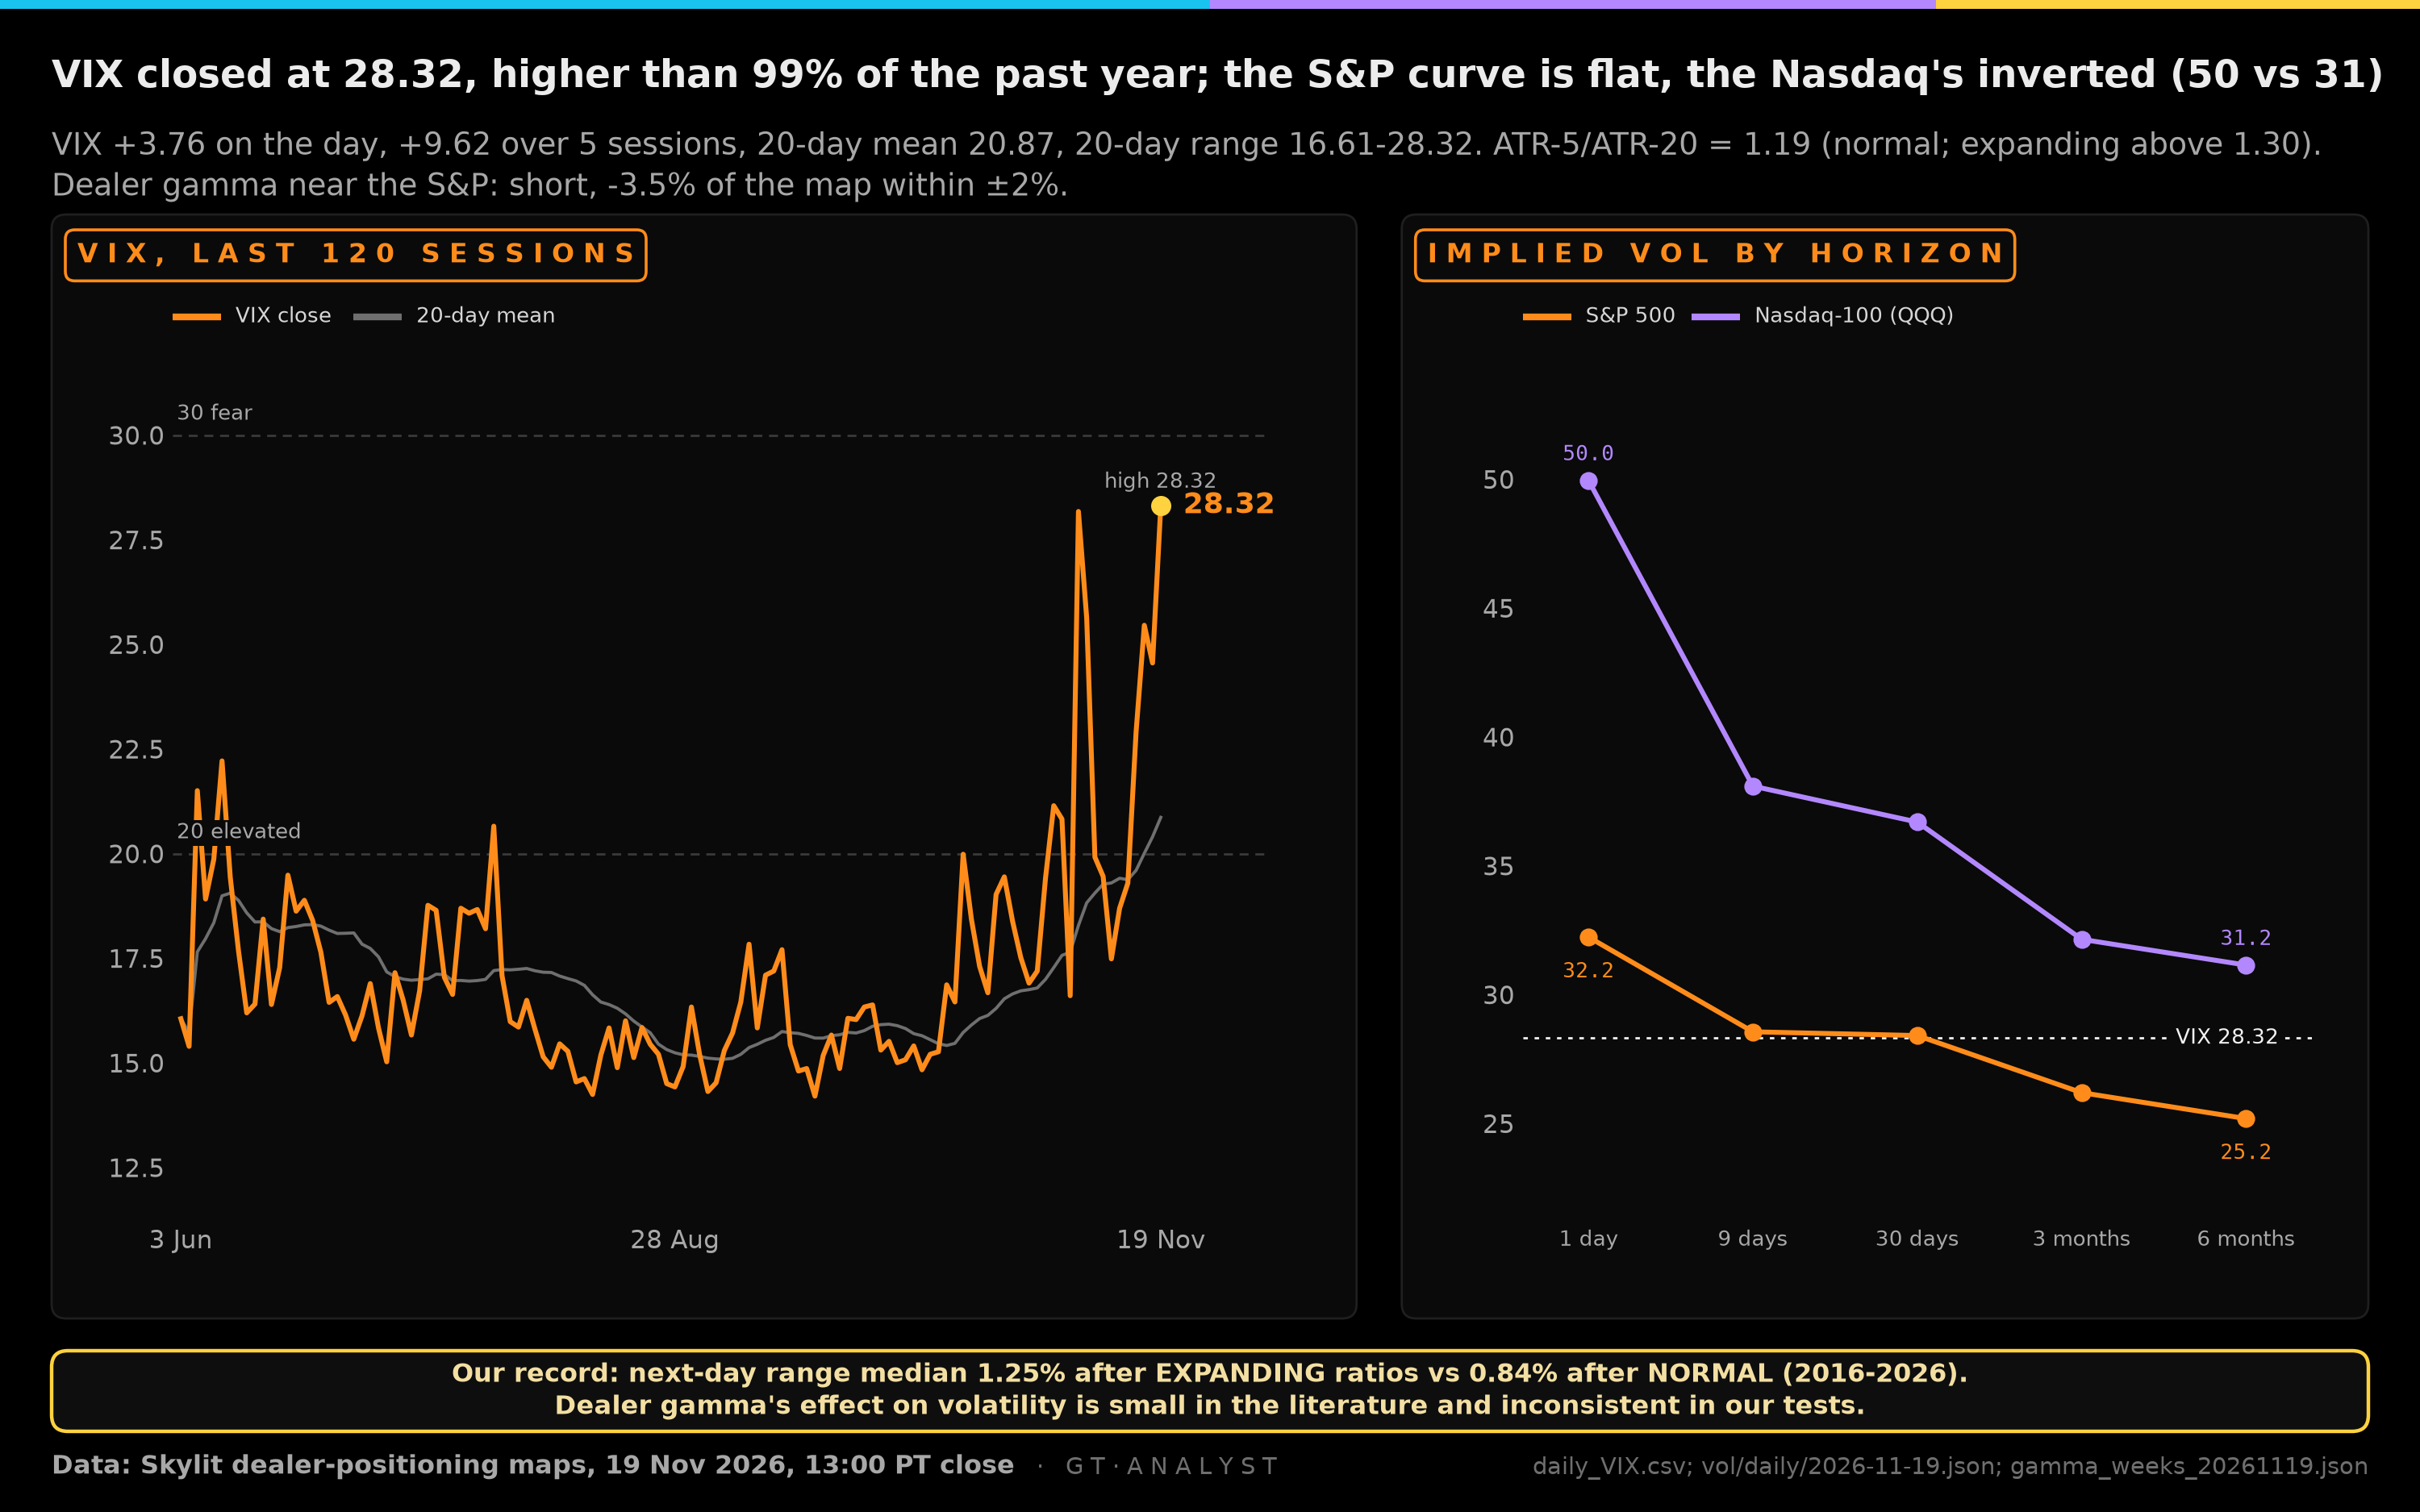 VIX closed at 28.32, higher than 99% of the past year; the S&P curve is flat, the Nasdaq's inverted (50 vs 31)
VIX +3.76 on the day, +9.62 over 5 sessions, 20-day mean 20.87, 20-day range 16.61-28.32. ATR-5/ATR-20 = 1.19 (normal; expanding above 1.30).
Dealer gamma near the S&P: short, -3.5% of the map within ±2%.
VIX, LAST 120 SESSIONS
VIX close
20-day mean
30 fear
30.0
high 28.32
28.32
27.5
25.0
22.5
20 elevated
20.0
17.5
15.0
12.5
3 Jun
28 Aug
19 Nov
IMPLIED VOL BY HORIZON
S&P 500
Nasdaq-100 (QQQ)
50.0
50
45
40
35
31.2
32.2
30
VIX 28.32
25
25.2
1 day
9 days
30 days
3 months
6 months
Our record: next-day range median 1.25% after EXPANDING ratios vs 0.84% after NORMAL (2016-2026).
Dealer gamma's effect on volatility is small in the literature and inconsistent in our tests.
Data: Skylit dealer-positioning maps, 19 Nov 2026, 13:00 PT close · GT·ANALYST
daily_VIX.csv; vol/daily/2026-11-19.json; gamma_weeks_20261119.json